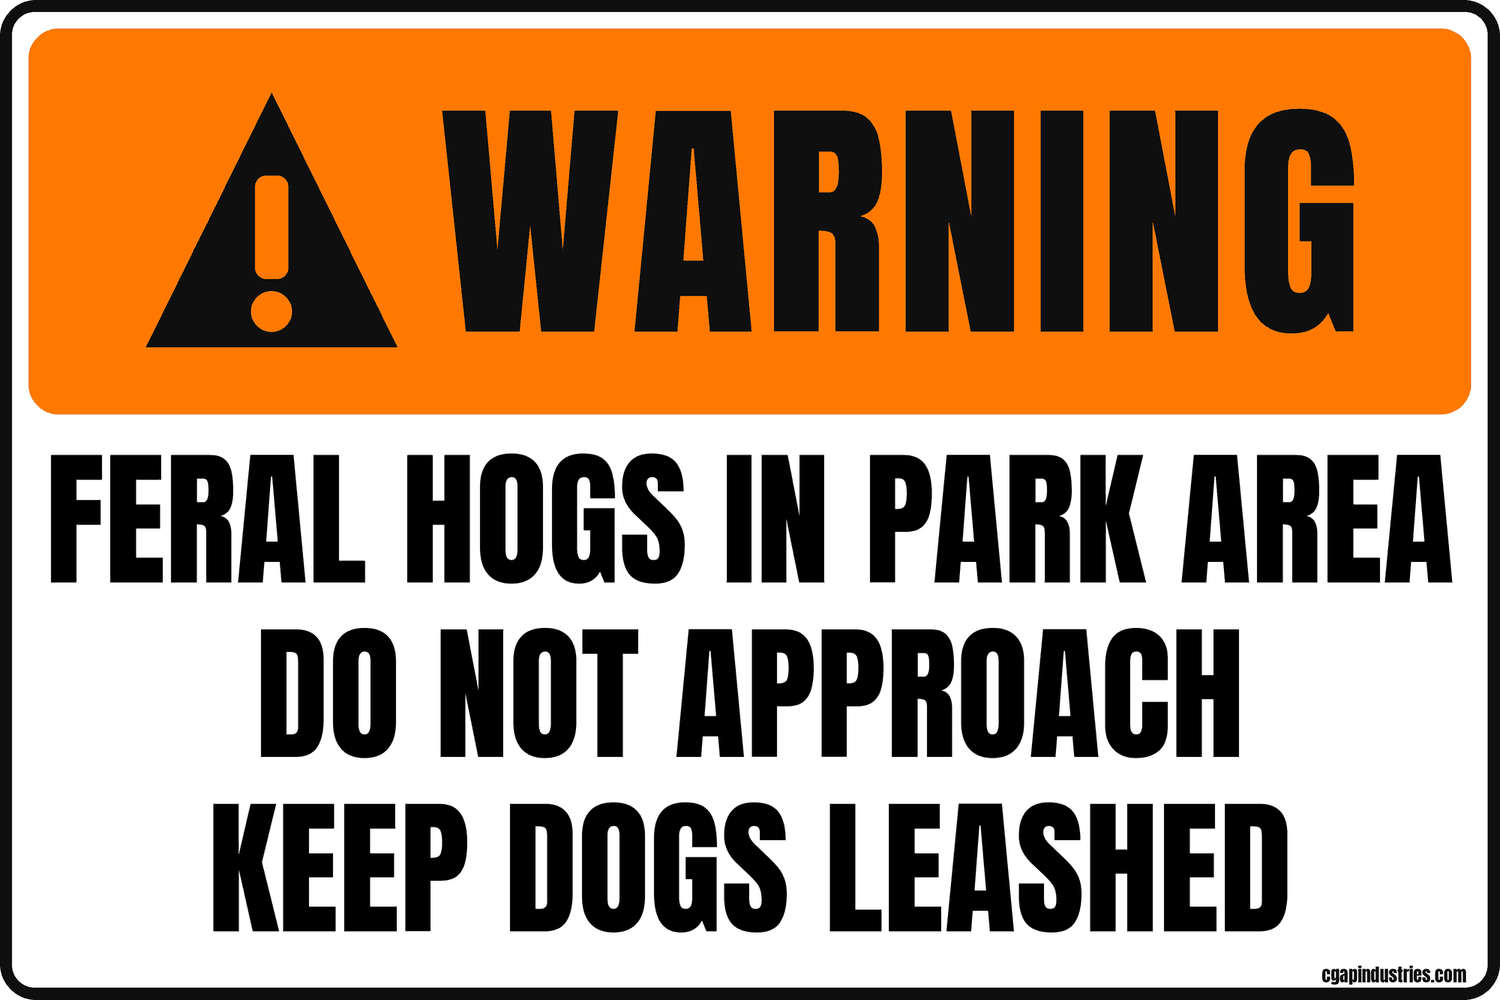 WARNING
FERAL HOGS IN PARK AREA
DO NOT APPROACH
KEEP DOGS LEASHED
cgapindustries.com